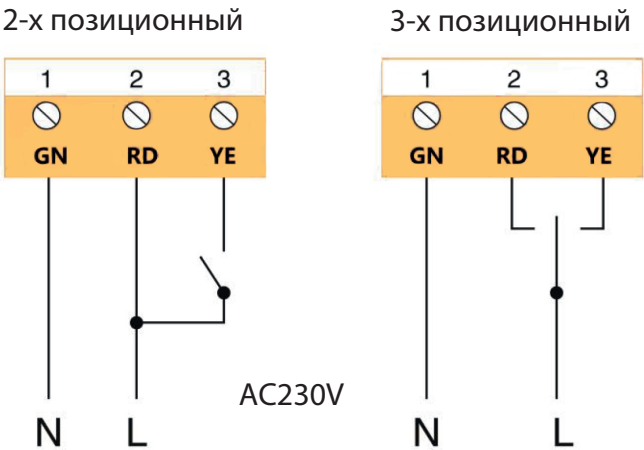 2-х позиционный
3-х позиционный
1 2 3
GN RD YE
1 2 3
GN RD YE
AC230V
N L
N L